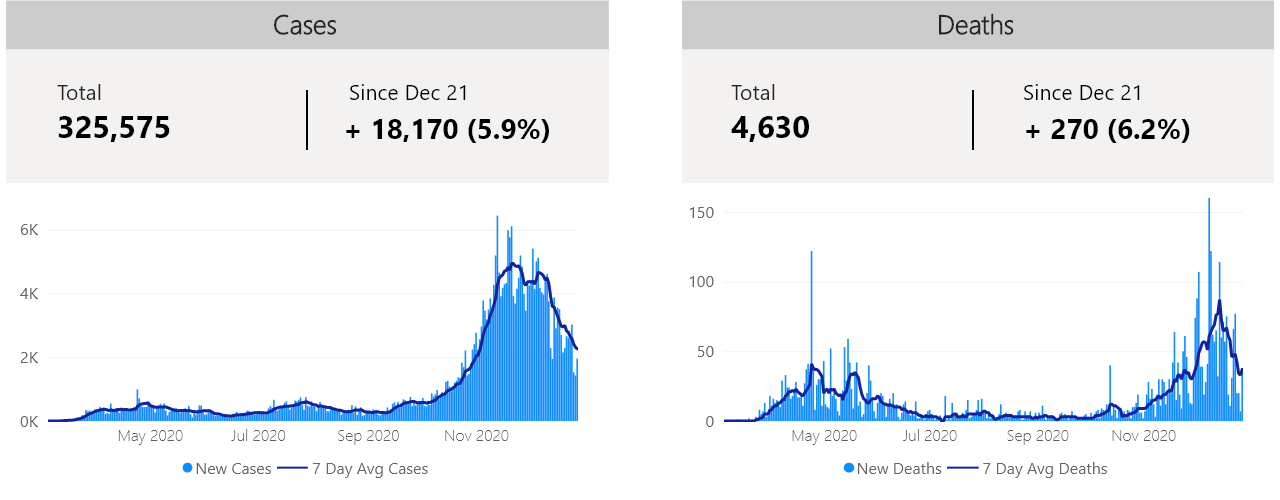 Cases
Total
325,575
Since Dec 21
+ 18,170 (5.9%)
6K
4K
2K
0K
May 2020 Jul 2020 Sep 2020 Nov 2020
New Cases 7 Day Avg Cases
Deaths
Total
4,630
Since Dec 21
+ 270 (6.2%)
150
100
50
0
May 2020 Jul 2020 Sep 2020 Nov 2020
New Deaths 7 Day Avg Deaths